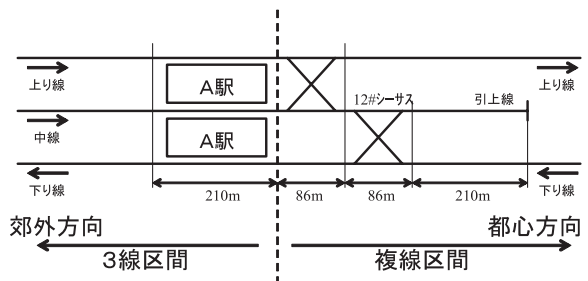 上り線
A駅
12#シーサス
引上線
上り線
中線
A駅
下り線
210m
86m
86m
210m
下り線
郊外方向
都心方向
3線区間
複線区間